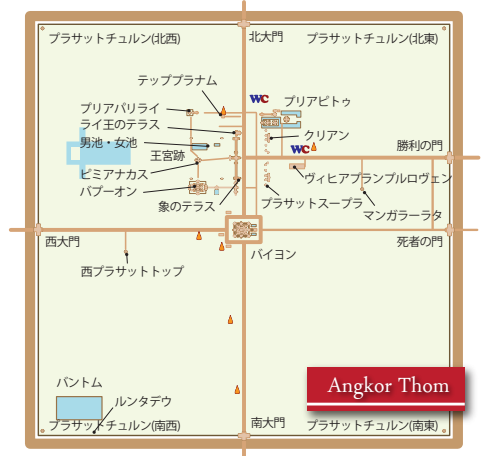 プラサットチュルン(北西)
北大門
プラサットチュルン(北東)
テッププラナム
WC
プリアピトゥ
プリアパリライ
ライ王のテラス
クリアン
男池・女池
WC
勝利の門
王宮跡
ピミアナカス
ヴィヒアプランプルロヴェン
バプーオン
プラサットスープラ
象のテラス
マンガラーラタ
西大門
死者の門
バイヨン
西プラサットトップ
Angkor Thom
バントム
ルンタデウ
プラサットチュルン(南西)
南大門
プラサットチュルン(南東)